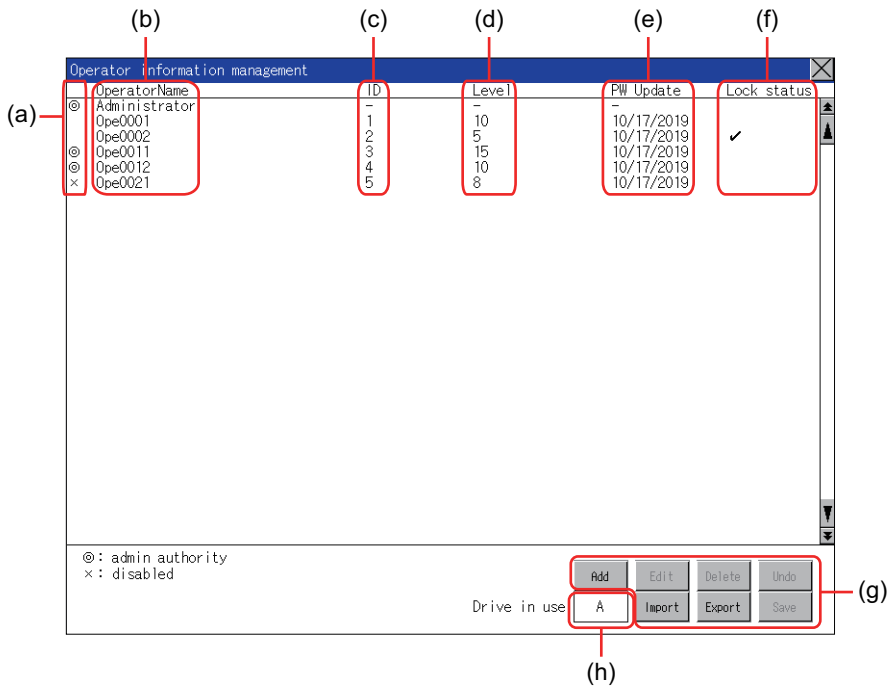 (b) (c) (d) (e) (f)
Operator information management
OperatorName ID Level PW Update Lock status
(a)
◎ Administrator - - -
Ope0001 1 10 10/17/2019
Ope0002 2 5 10/17/2019 ✓
◎ Ope0011 3 15 10/17/2019
◎ Ope0012 4 10 10/17/2019
× Ope0021 5 8 10/17/2019
◎: admin authority
×: disabled
Add Edit Delete Undo
(g)
Drive in use A Import Export Save
(h)